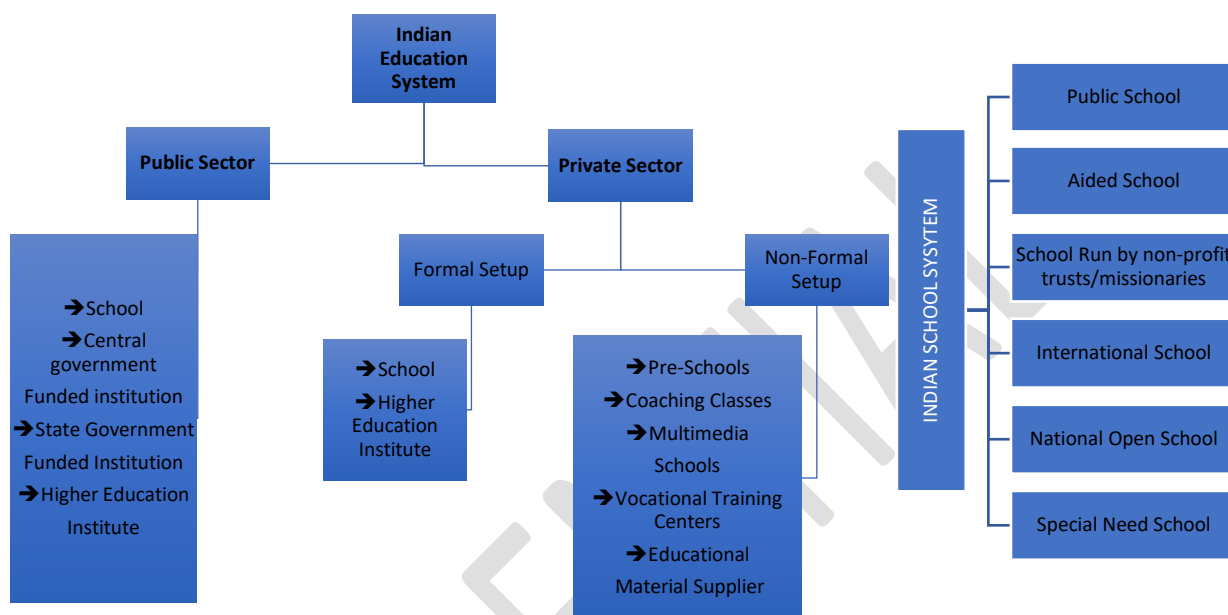 Indian
Education
System
Public Sector
Private Sector
Formal Setup
Non-Formal
Setup
➔School
➔Central
government
Funded institution
➔State Government
Funded Institution
➔Higher Education
Institute
➔School
➔Higher
Education
Institute
➔Pre-Schools
➔Coaching Classes
➔Multimedia
Schools
➔Vocational Training
Centers
➔Educational
Material Supplier
INDIAN SCHOOL SYSYTEM
Public School
Aided School
School Run by non-profit
trusts/missionaries
International School
National Open School
Special Need School